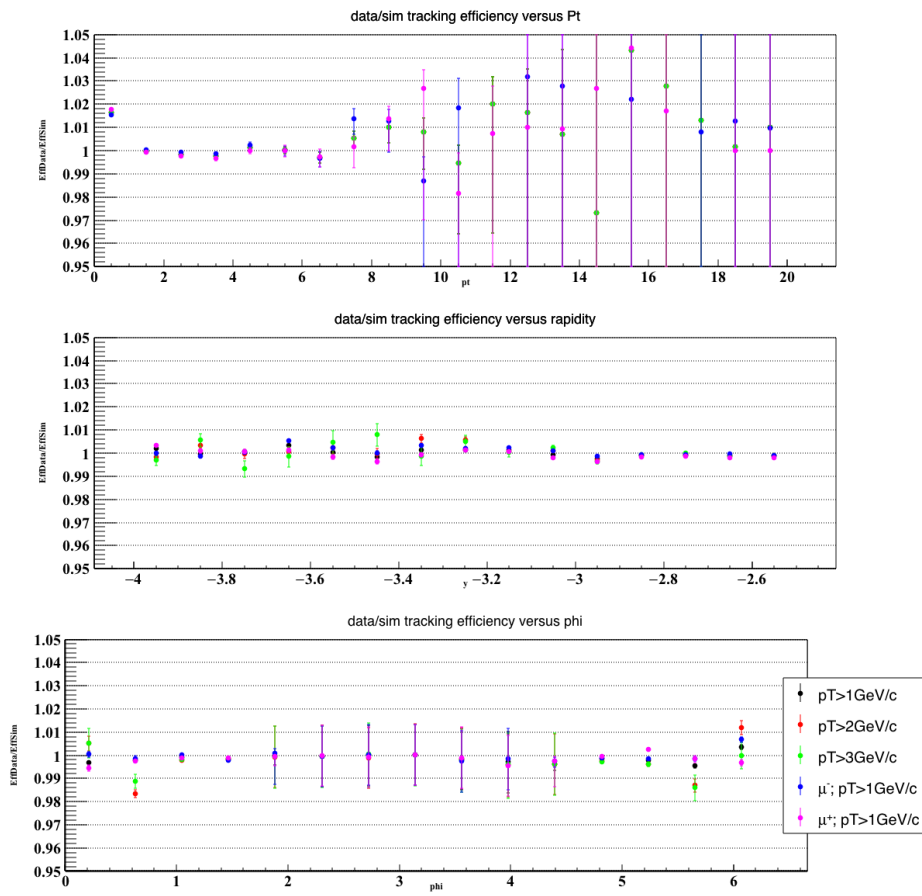 data/sim tracking efficiency versus Pt
EffData/EffSim
1.05
1.04
1.03
1.02
1.01
1
0.99
0.98
0.97
0.96
0.95
0 2 4 6 8 10 12 14 16 18 20
pt
data/sim tracking efficiency versus rapidity
EffData/EffSim
1.05
1.04
1.03
1.02
1.01
1
0.99
0.98
0.97
0.96
0.95
−4 −3.8 −3.6 −3.4 −3.2 −3 −2.8 −2.6
y
data/sim tracking efficiency versus phi
EffData/EffSim
1.05
1.04
1.03
1.02
1.01
1
0.99
0.98
0.97
0.96
0.95
0 1 2 3 4 5 6
phi
pT>1GeV/c
pT>2GeV/c
pT>3GeV/c
μ⁻; pT>1GeV/c
μ⁺; pT>1GeV/c